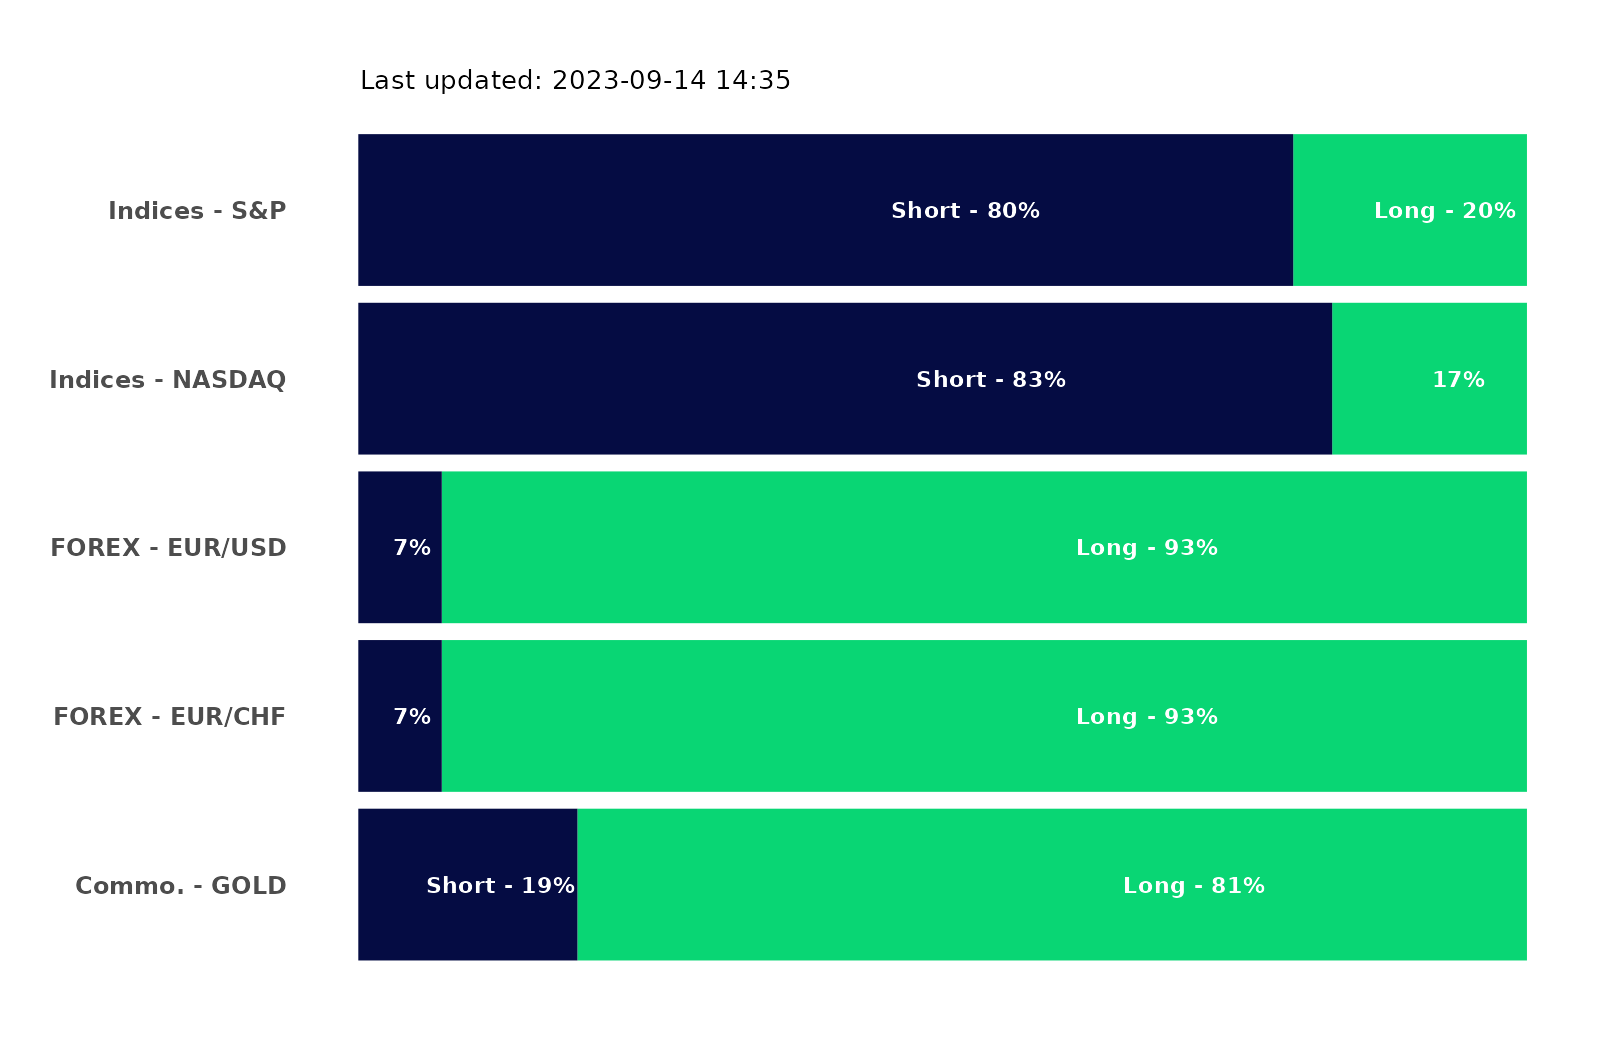 Last updated: 2023-09-14 14:35
Indices - S&P Short - 80% Long - 20%
Indices - NASDAQ Short - 83% 17%
FOREX - EUR/USD 7% Long - 93%
FOREX - EUR/CHF 7% Long - 93%
Commo. - GOLD Short - 19% Long - 81%